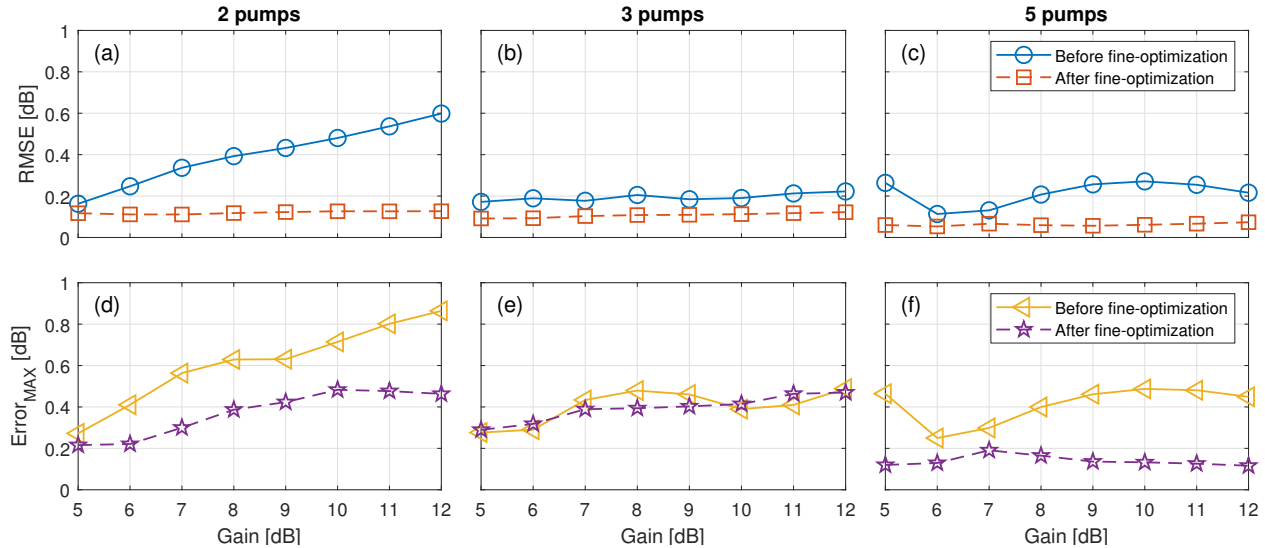 2 pumps
3 pumps
5 pumps
(a)
(b)
(c)
Before fine-optimization
After fine-optimization
RMSE [dB]
1
0.8
0.6
0.4
0.2
0
(d)
(e)
(f)
Before fine-optimization
After fine-optimization
Error_MAX [dB]
1
0.8
0.6
0.4
0.2
0
5 6 7 8 9 10 11 12
5 6 7 8 9 10 11 12
5 6 7 8 9 10 11 12
Gain [dB]
Gain [dB]
Gain [dB]